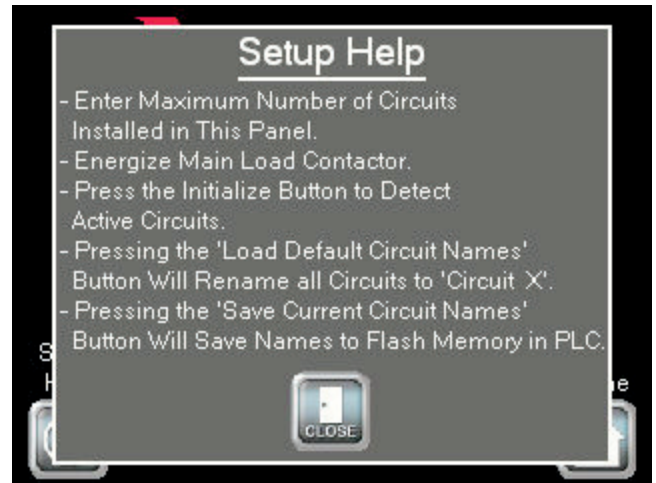 Setup Help
- Enter Maximum Number of Circuits
Installed in This Panel.
- Energize Main Load Contactor.
- Press the Initialize Button to Detect
Active Circuits.
- Pressing the 'Load Default Circuit Names'
Button Will Rename all Circuits to 'Circuit X'.
- Pressing the 'Save Current Circuit Names'
Button Will Save Names to Flash Memory in PLC.
CLOSE